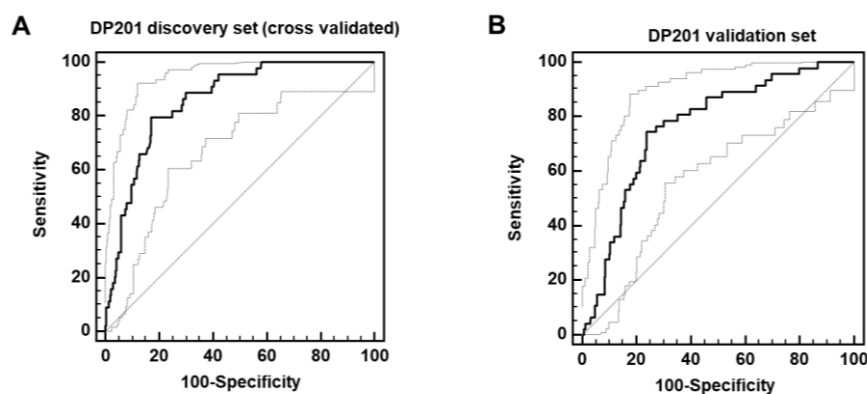 A
DP201 discovery set (cross validated)
100
80
60
40
20
0
Sensitivity
0 20 40 60 80 100
100-Specificity
B
DP201 validation set
100
80
60
40
20
0
Sensitivity
0 20 40 60 80 100
100-Specificity